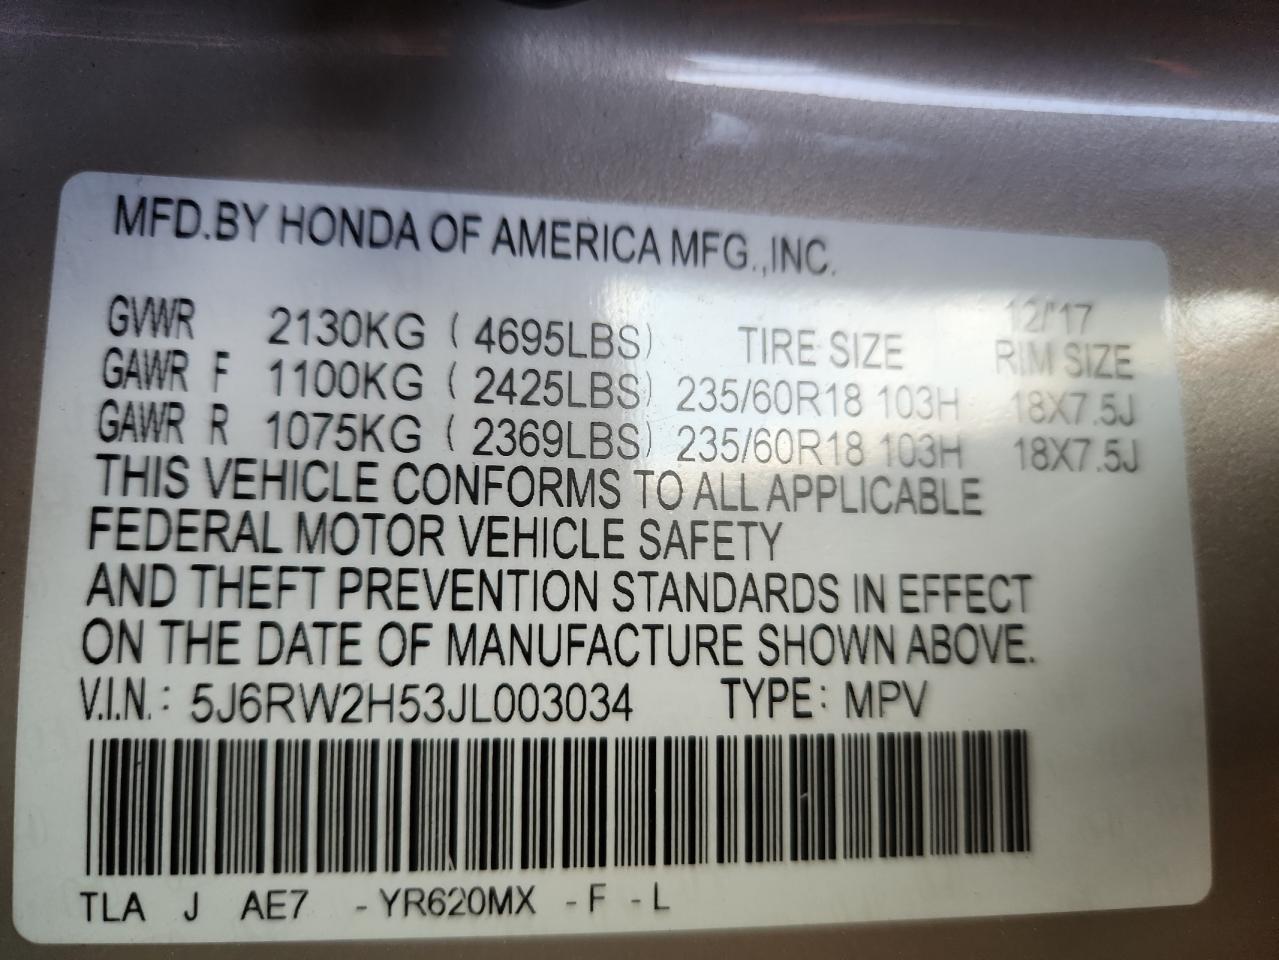 MFD.BY HONDA OF AMERICA MFG.,INC.
12/'17
GVWR 2130KG ( 4695LBS) TIRE SIZE RIM SIZE
GAWR F 1100KG ( 2425LBS) 235/60R18 103H 18X7.5J
GAWR R 1075KG ( 2369LBS) 235/60R18 103H 18X7.5J
THIS VEHICLE CONFORMS TO ALL APPLICABLE
FEDERAL MOTOR VEHICLE SAFETY
AND THEFT PREVENTION STANDARDS IN EFFECT
ON THE DATE OF MANUFACTURE SHOWN ABOVE.
V.I.N.: 5J6RW2H53JL003034 TYPE: MPV
TLA J AE7 -YR620MX -F -L